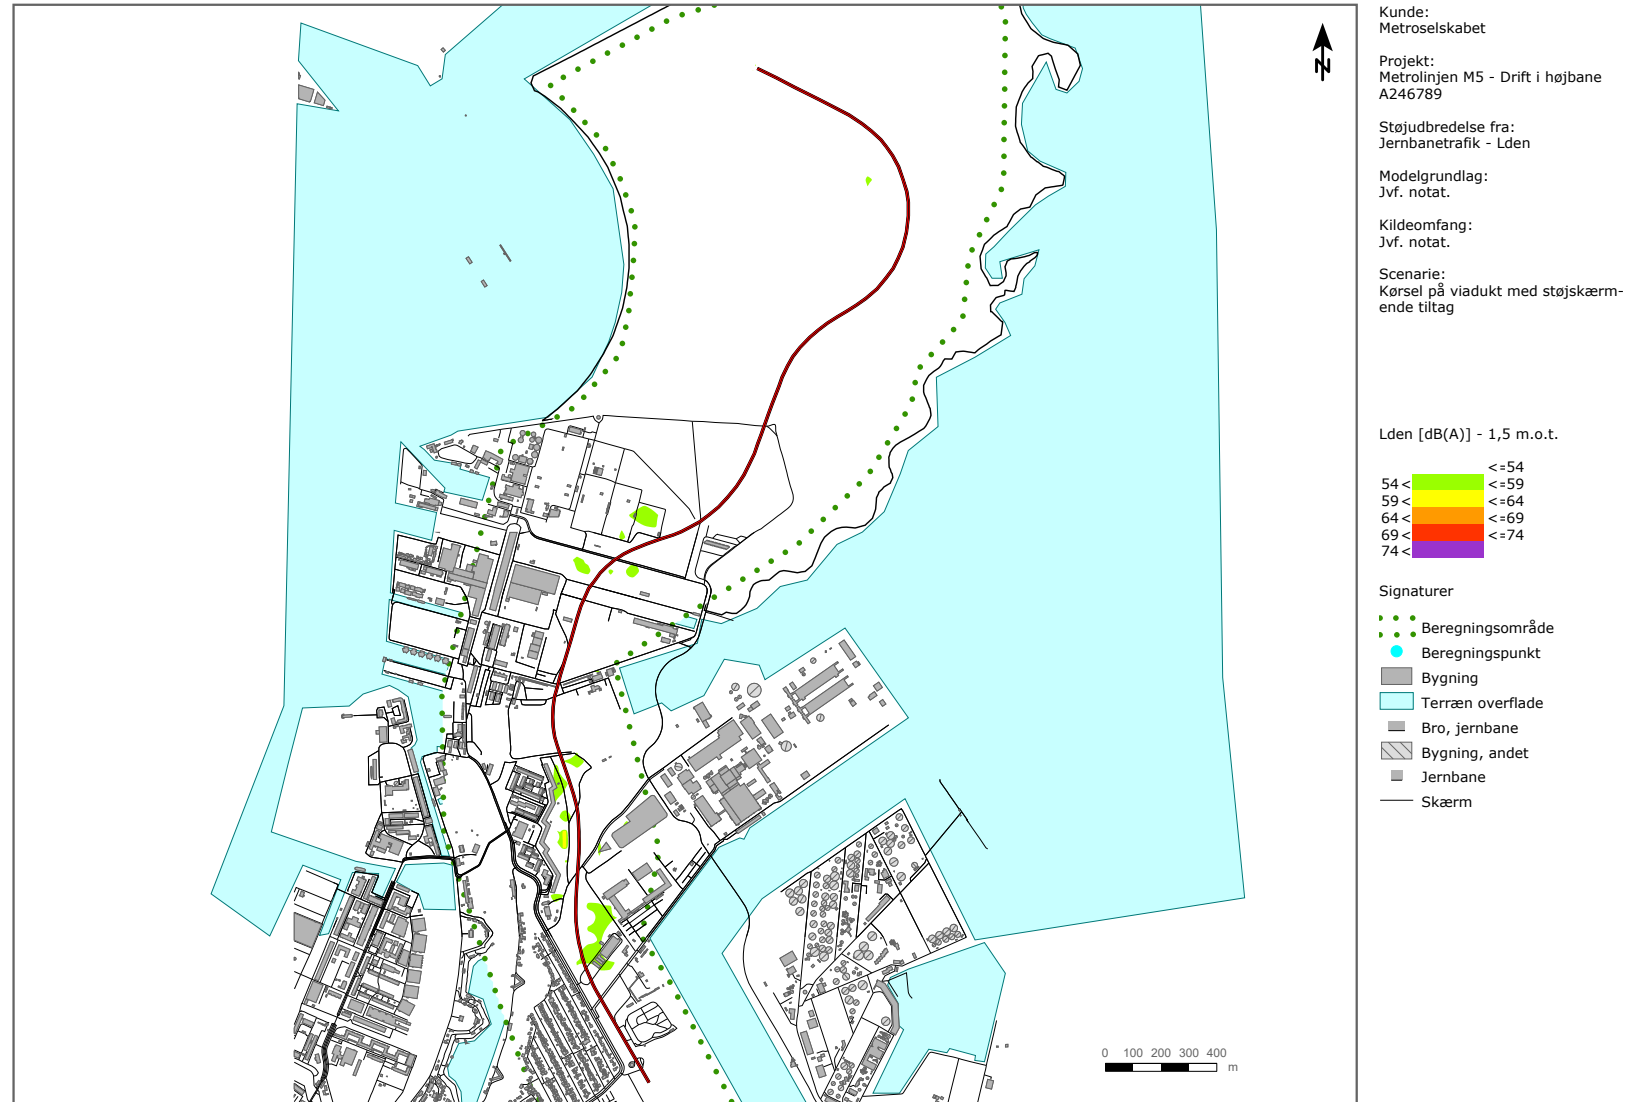 N
Kunde:
Metroselskabet
Projekt:
Metrolinjen M5 - Drift i højbane
A246789
Støjudbredelse fra:
Jernbanetrafik - Lden
Modelgrundlag:
Jvf. notat.
Kildeomfang:
Jvf. notat.
Scenarie:
Kørsel på viadukt med støjskærm-
ende tiltag
Lden [dB(A)] - 1,5 m.o.t.
<=54
54< <=59
59< <=64
64< <=69
69< <=74
74<
Signaturer
Beregningsområde
Beregningspunkt
Bygning
Terræn overflade
Bro, jernbane
Bygning, andet
Jernbane
Skærm
0 100 200 300 400
m